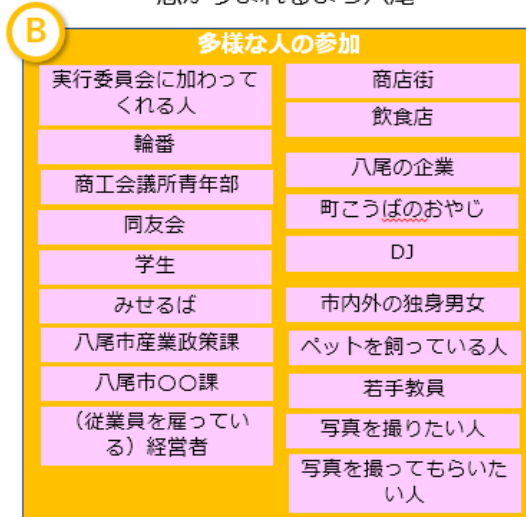 B
多様な人の参加
実行委員会に加わって
くれる人
輪番
商工会議所青年部
同友会
学生
みせるば
八尾市産業政策課
八尾市〇〇課
（従業員を雇ってい
る）経営者
商店街
飲食店
八尾の企業
町こうばのおやじ
DJ
市内外の独身男女
ペットを飼っている人
若手教員
写真を撮りたい人
写真を撮ってもらいた
い人